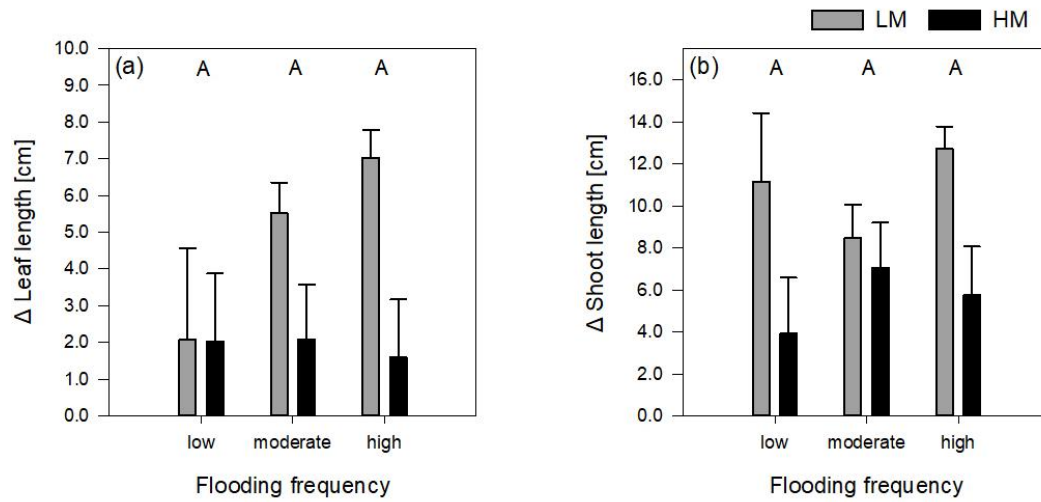 LM HM
(a) A A A
10.0
9.0
8.0
7.0
6.0
5.0
4.0
3.0
2.0
1.0
0.0
Δ Leaf length [cm]
low moderate high
Flooding frequency
(b) A A A
16.0
14.0
12.0
10.0
8.0
6.0
4.0
2.0
0.0
Δ Shoot length [cm]
low moderate high
Flooding frequency